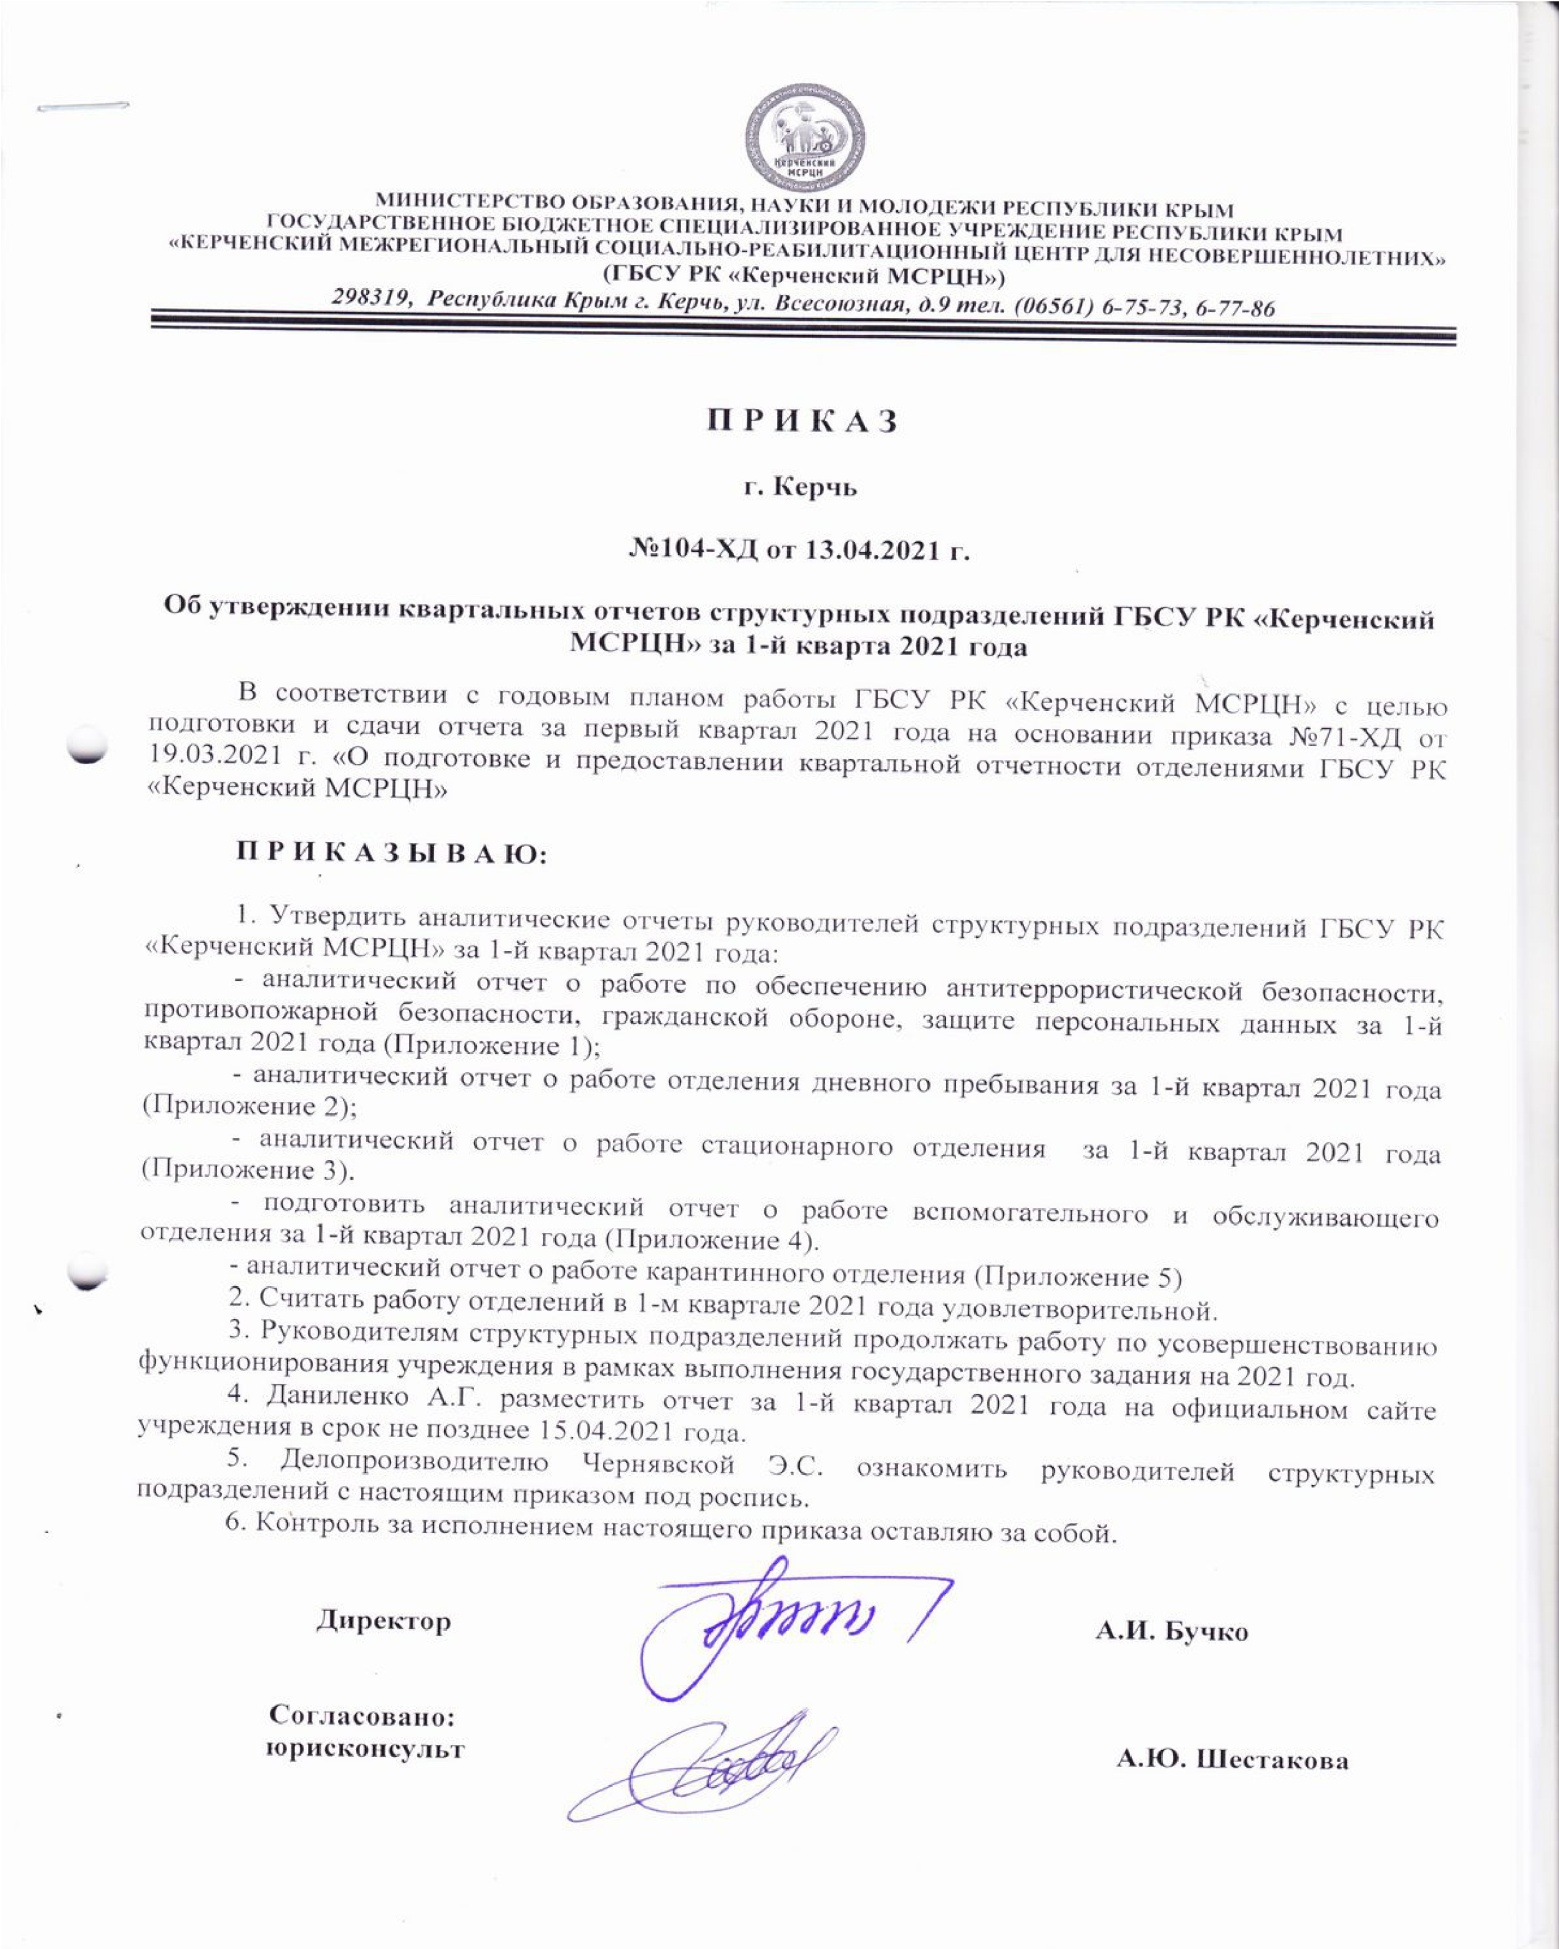 Керченский
МСРЦН
МИНИСТЕРСТВО ОБРАЗОВАНИЯ, НАУКИ И МОЛОДЕЖИ РЕСПУБЛИКИ КРЫМ
ГОСУДАРСТВЕННОЕ БЮДЖЕТНОЕ СПЕЦИАЛИЗИРОВАННОЕ УЧРЕЖДЕНИЕ РЕСПУБЛИКИ КРЫМ
«КЕРЧЕНСКИЙ МЕЖРЕГИОНАЛЬНЫЙ СОЦИАЛЬНО-РЕАБИЛИТАЦИОННЫЙ ЦЕНТР ДЛЯ НЕСОВЕРШЕННОЛЕТНИХ»
(ГБСУ РК «Керченский МСРЦН»)
298319, Республика Крым г. Керчь, ул. Всесоюзная, д.9 тел. (06561) 6-75-73, 6-77-86
П Р И К А З
г. Керчь
№104-ХД от 13.04.2021 г.
Об утверждении квартальных отчетов структурных подразделений ГБСУ РК «Керченский
МСРЦН» за 1-й кварта 2021 года
В соответствии с годовым планом работы ГБСУ РК «Керченский МСРЦН» с целью
подготовки и сдачи отчета за первый квартал 2021 года на основании приказа №71-ХД от
19.03.2021 г. «О подготовке и предоставлении квартальной отчетности отделениями ГБСУ РК
«Керченский МСРЦН»
П Р И К А З Ы В А Ю:
1. Утвердить аналитические отчеты руководителей структурных подразделений ГБСУ РК
«Керченский МСРЦН» за 1-й квартал 2021 года:
- аналитический отчет о работе по обеспечению антитеррористической безопасности,
противопожарной безопасности, гражданской обороне, защите персональных данных за 1-й
квартал 2021 года (Приложение 1);
- аналитический отчет о работе отделения дневного пребывания за 1-й квартал 2021 года
(Приложение 2);
- аналитический отчет о работе стационарного отделения за 1-й квартал 2021 года
(Приложение 3).
- подготовить аналитический отчет о работе вспомогательного и обслуживающего
отделения за 1-й квартал 2021 года (Приложение 4).
- аналитический отчет о работе карантинного отделения (Приложение 5)
2. Считать работу отделений в 1-м квартале 2021 года удовлетворительной.
3. Руководителям структурных подразделений продолжать работу по усовершенствованию
функционирования учреждения в рамках выполнения государственного задания на 2021 год.
4. Даниленко А.Г. разместить отчет за 1-й квартал 2021 года на официальном сайте
учреждения в срок не позднее 15.04.2021 года.
5. Делопроизводителю Чернявской Э.С. ознакомить руководителей структурных
подразделений с настоящим приказом под роспись.
6. Контроль за исполнением настоящего приказа оставляю за собой.
Директор А.И. Бучко
Согласовано:
юрисконсульт А.Ю. Шестакова